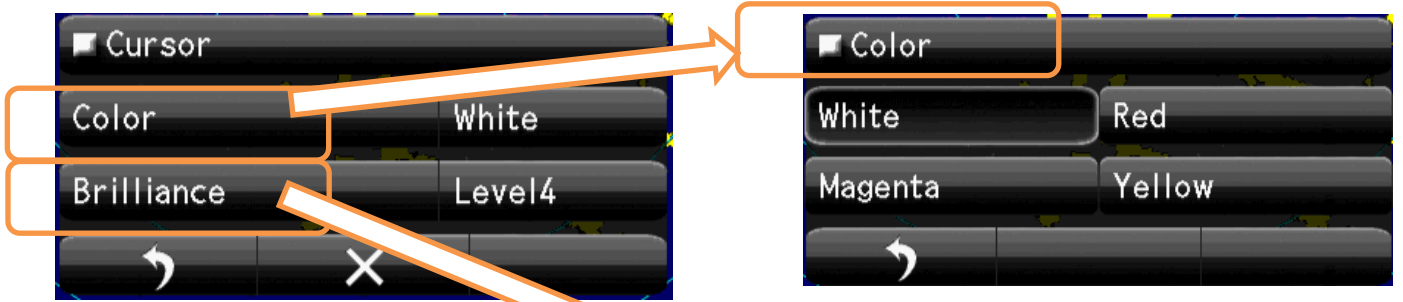 Cursor
Color White
Brilliance Level4
Color
White Red
Magenta Yellow